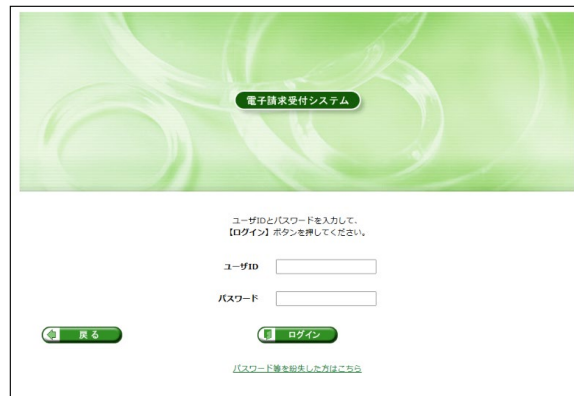 電子請求受付システム
ユーザIDとパスワードを入力して、
【ログイン】ボタンを押してください。
ユーザID
パスワード
戻る
ログイン
パスワード等を紛失した方はこちら